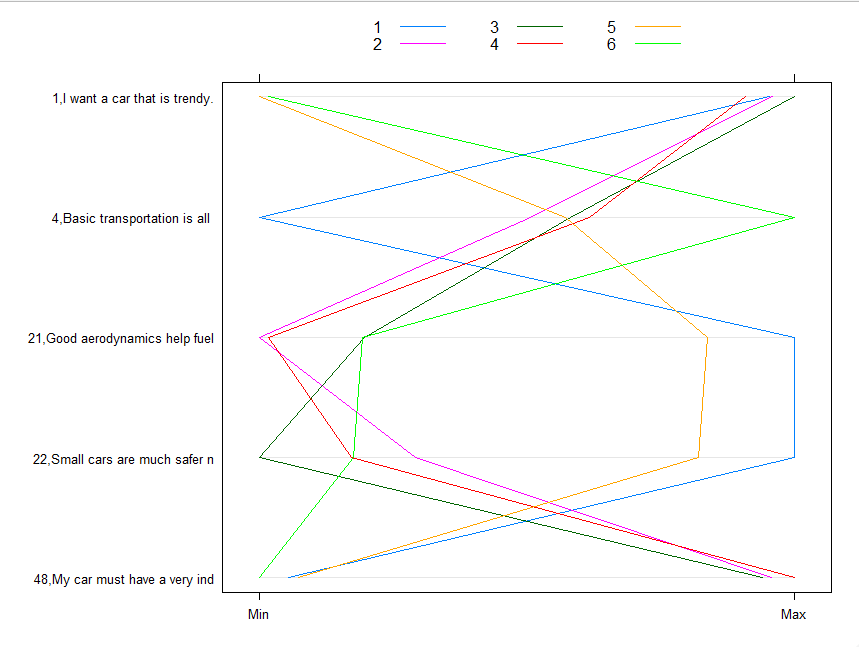 1 3 5
2 4 6
1,I want a car that is trendy.
4,Basic transportation is all
21,Good aerodynamics help fuel
22,Small cars are much safer n
48,My car must have a very ind
Min Max